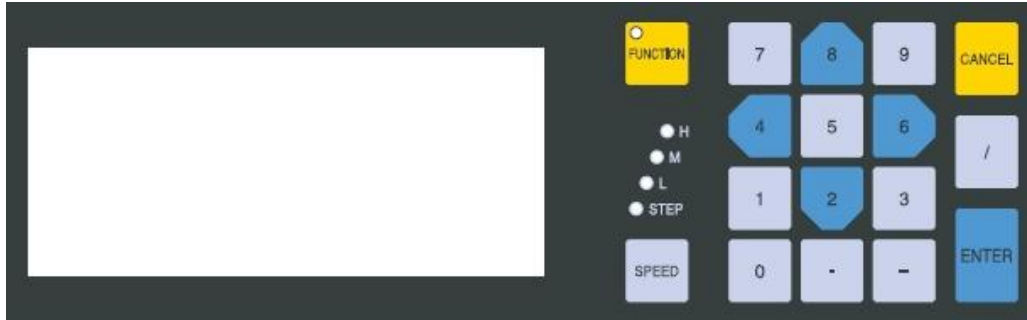 FUNCTION 7 8 9 CANCEL
H 4 5 6 /
M
L
STEP 1 2 3
SPEED 0 . - ENTER